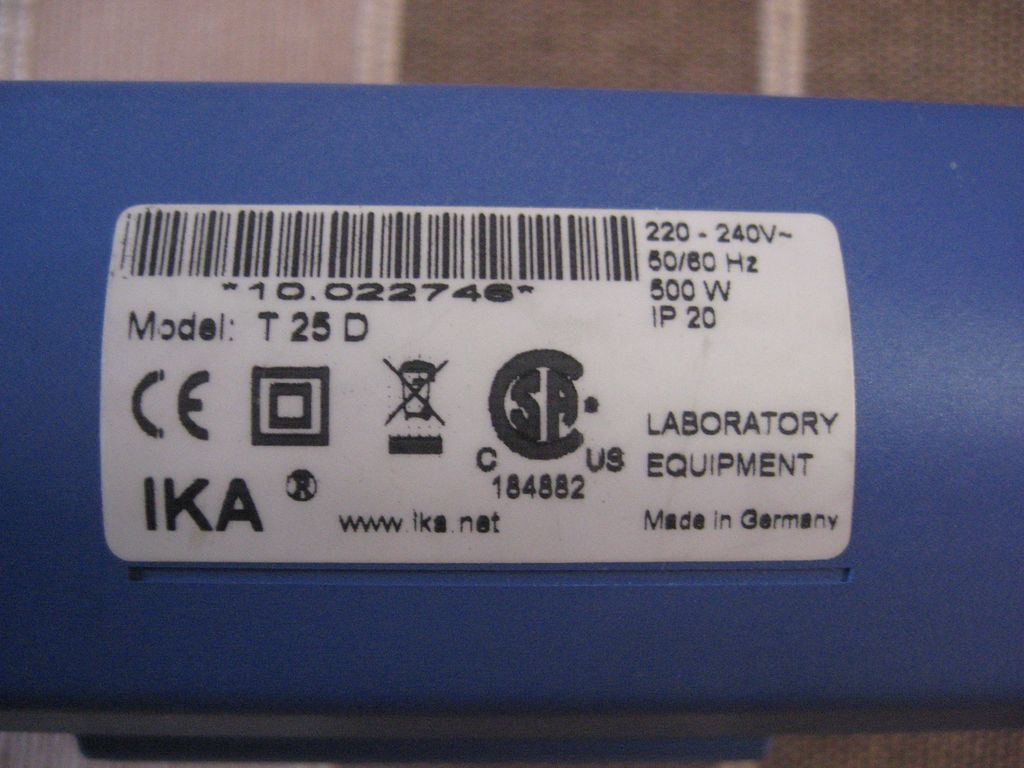 *10.022746*
220 - 240V~
50/60 Hz
500 W
IP 20
Model: T 25 D
CE
CSA
C US
184882
LABORATORY
EQUIPMENT
IKA ®
www.ika.net
Made in Germany